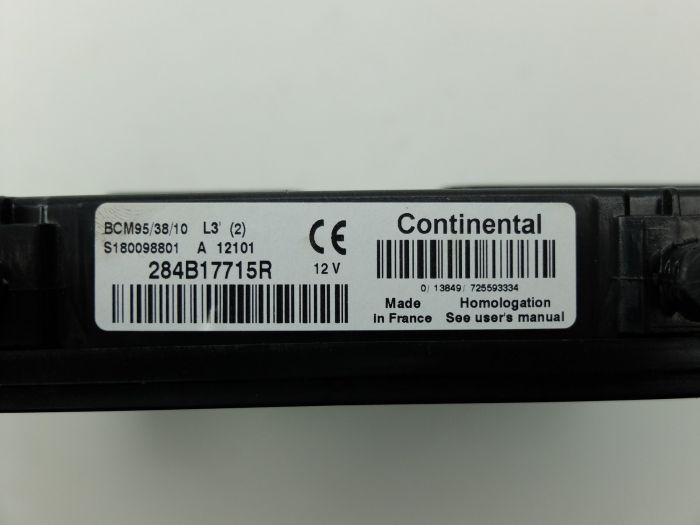 BCM95/38/10 L3' (2)
S180098801 A 12101
284B17715R
12 V
CE
Continental
0/ 13849/ 725593334
Made
in France
Homologation
See user's manual